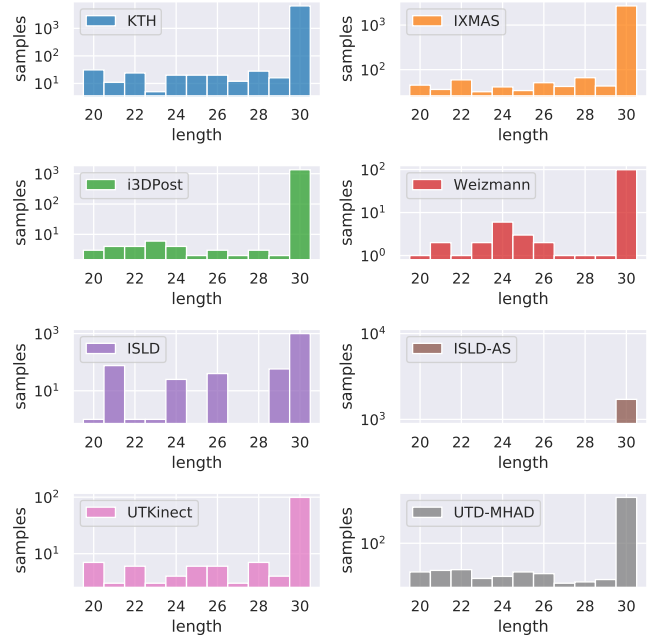 samples
10³
10¹
KTH
20 22 24 26 28 30
length
samples
10³
10²
IXMAS
20 22 24 26 28 30
length
samples
10³
10¹
i3DPost
20 22 24 26 28 30
length
samples
10²
10¹
10⁰
Weizmann
20 22 24 26 28 30
length
samples
10³
10¹
ISLD
20 22 24 26 28 30
length
samples
10⁴
10³
ISLD-AS
20 22 24 26 28 30
length
samples
10²
10¹
UTKinect
20 22 24 26 28 30
length
samples
10²
UTD-MHAD
20 22 24 26 28 30
length